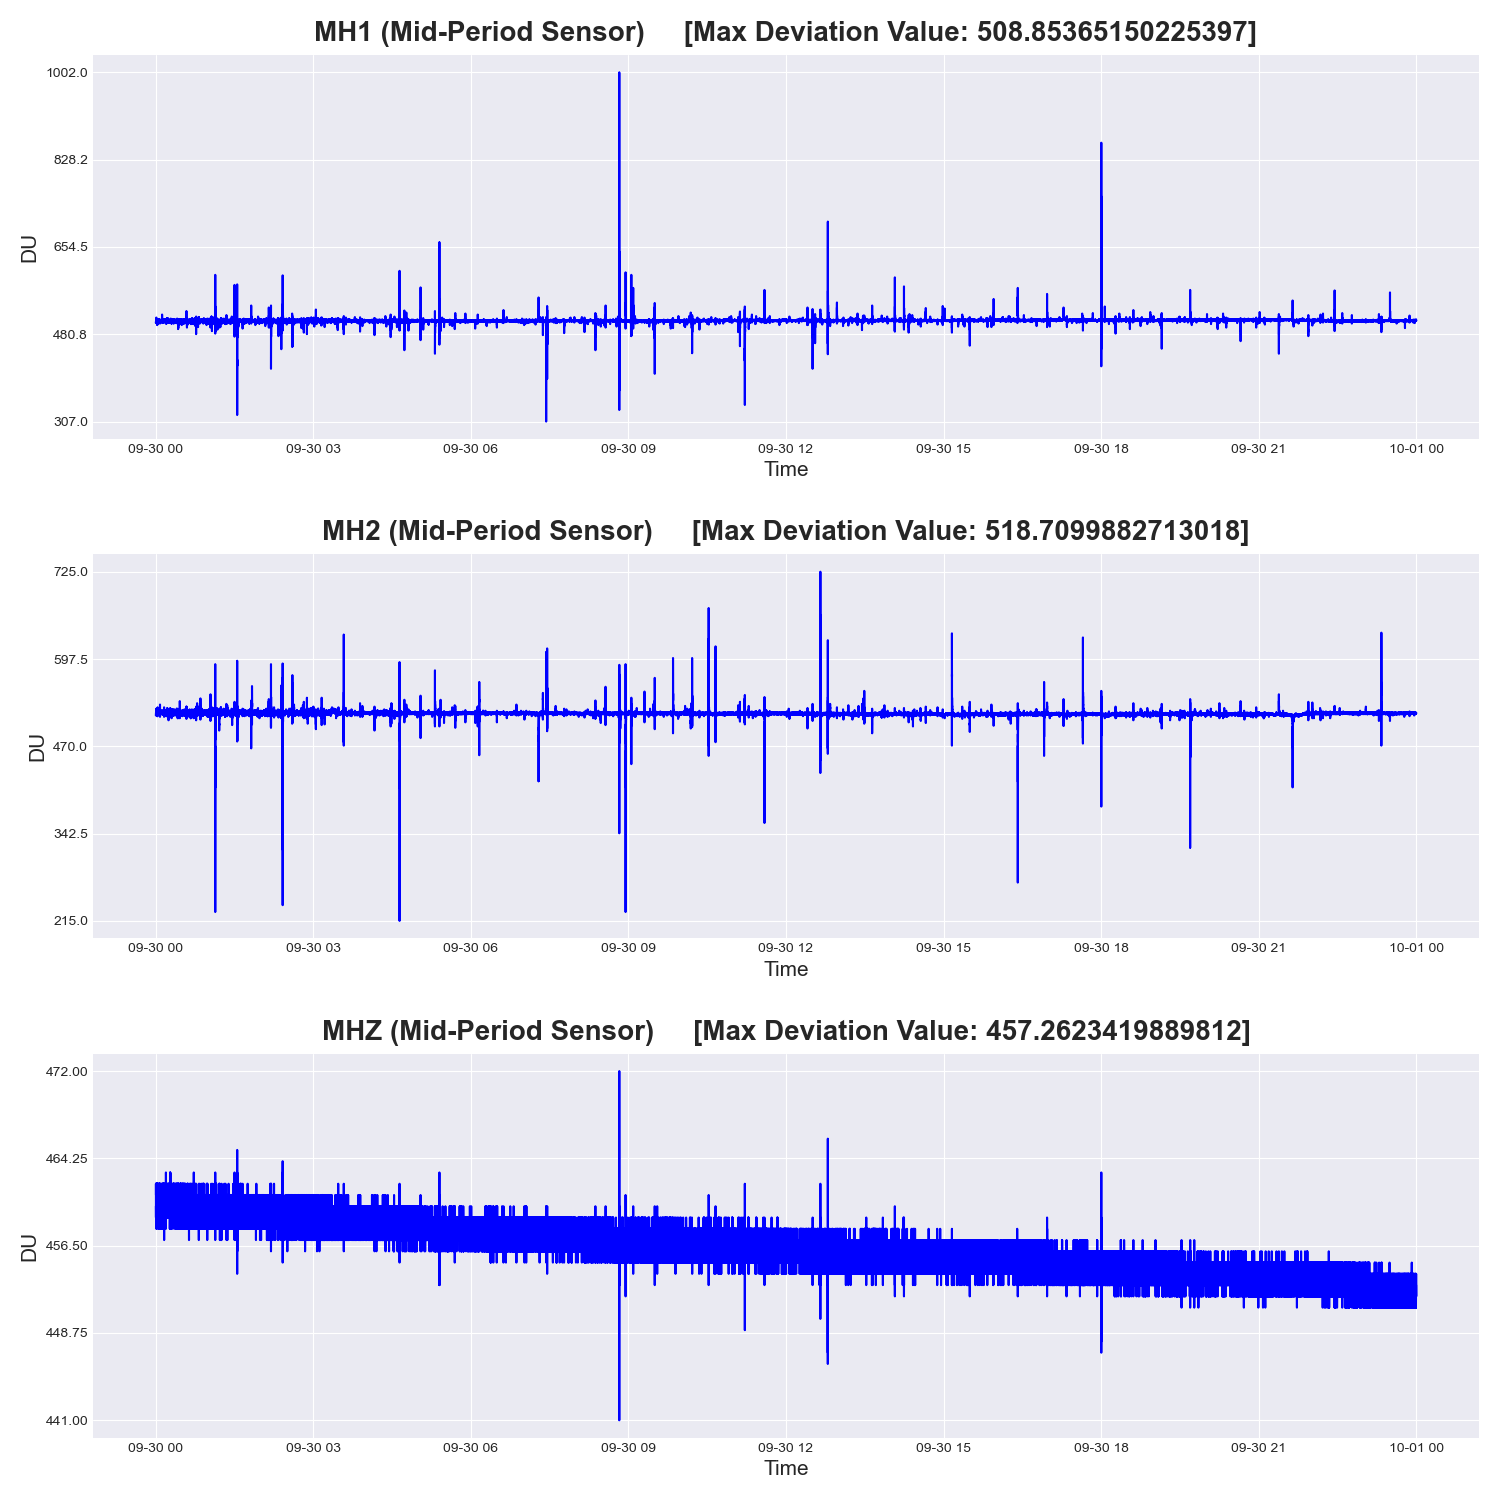 MH1 (Mid-Period Sensor) [Max Deviation Value: 508.85365150225397]
1002.0
828.2
654.5
480.8
307.0
DU
09-30 00 09-30 03 09-30 06 09-30 09 09-30 12 09-30 15 09-30 18 09-30 21 10-01 00
Time
MH2 (Mid-Period Sensor) [Max Deviation Value: 518.7099882713018]
725.0
597.5
470.0
342.5
215.0
DU
09-30 00 09-30 03 09-30 06 09-30 09 09-30 12 09-30 15 09-30 18 09-30 21 10-01 00
Time
MHZ (Mid-Period Sensor) [Max Deviation Value: 457.2623419889812]
472.00
464.25
456.50
448.75
441.00
DU
09-30 00 09-30 03 09-30 06 09-30 09 09-30 12 09-30 15 09-30 18 09-30 21 10-01 00
Time